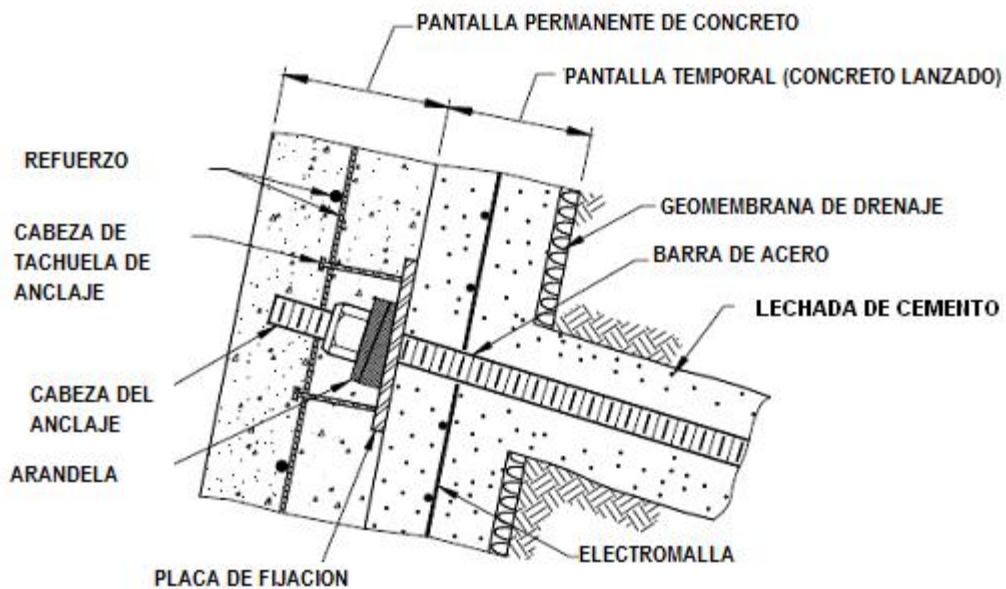 PANTALLA PERMANENTE DE CONCRETO
PANTALLA TEMPORAL (CONCRETO LANZADO)
REFUERZO
CABEZA DE
TACHUELA DE
ANCLAJE
GEOMEMBRANA DE DRENAJE
BARRA DE ACERO
LECHADA DE CEMENTO
CABEZA DEL
ANCLAJE
ARANDELA
PLACA DE FIJACION
ELECTROMALLA